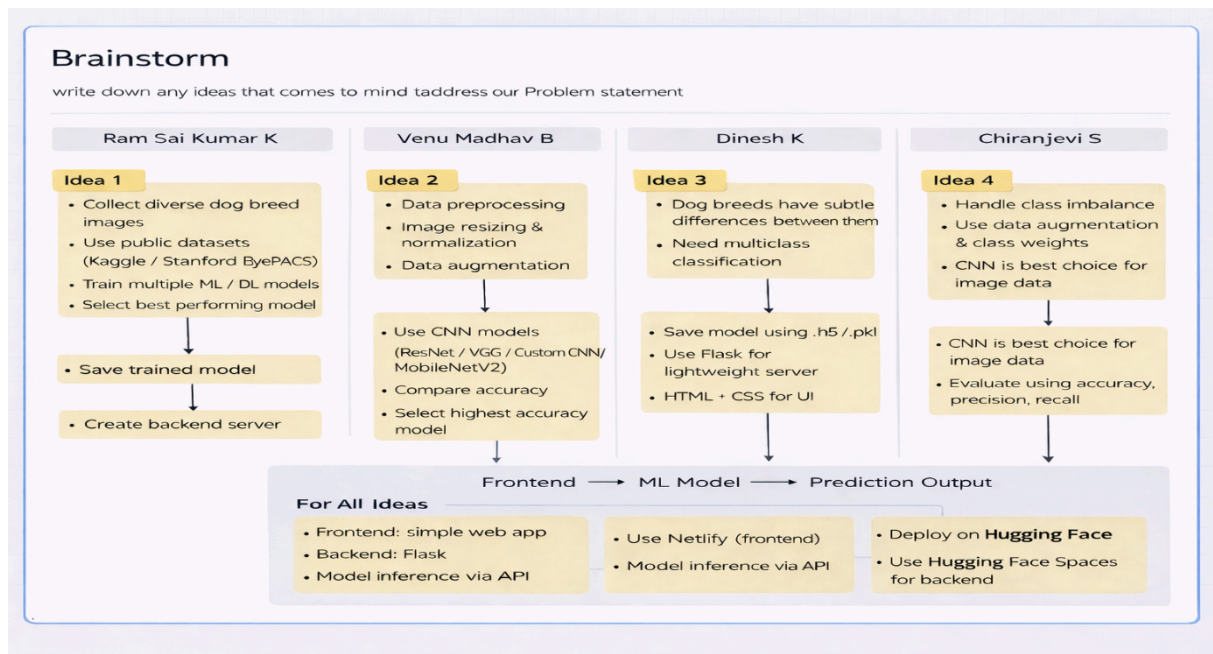 Brainstorm
write down any ideas that comes to mind taddress our Problem statement
Ram Sai Kumar K
Venu Madhav B
Dinesh K
Chiranjevi S
Idea 1
• Collect diverse dog breed
images
• Use public datasets
(Kaggle / Stanford ByePACS)
• Train multiple ML / DL models
• Select best performing model
• Save trained model
• Create backend server
Idea 2
• Data preprocessing
• Image resizing &
normalization
• Data augmentation
• Use CNN models
(ResNet / VGG / Custom CNN/
MobileNetV2)
• Compare accuracy
• Select highest accuracy
model
Idea 3
• Dog breeds have subtle
differences between them
• Need multiclass
classification
• Save model using .h5 /.pkl
• Use Flask for
lightweight server
• HTML + CSS for UI
Idea 4
• Handle class imbalance
• Use data augmentation
& class weights
• CNN is best choice for
image data
• CNN is best choice for
image data
• Evaluate using accuracy,
precision, recall
Frontend → ML Model → Prediction Output
For All Ideas
• Frontend: simple web app
• Backend: Flask
• Model inference via API
• Use Netlify (frontend)
• Model inference via API
• Deploy on Hugging Face
• Use Hugging Face Spaces
for backend